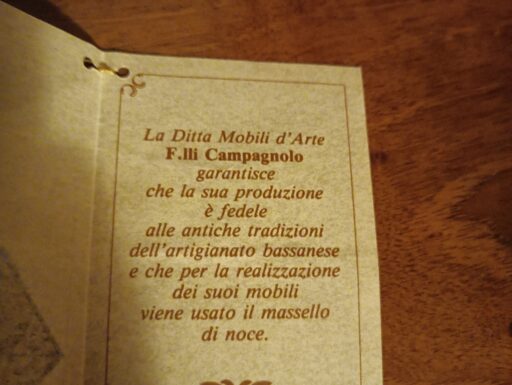 La Ditta Mobili d'Arte
F.lli Campagnolo
garantisce
che la sua produzione
è fedele
alle antiche tradizioni
dell'artigianato bassanese
e che per la realizzazione
dei suoi mobili
viene usato il massello
di noce.